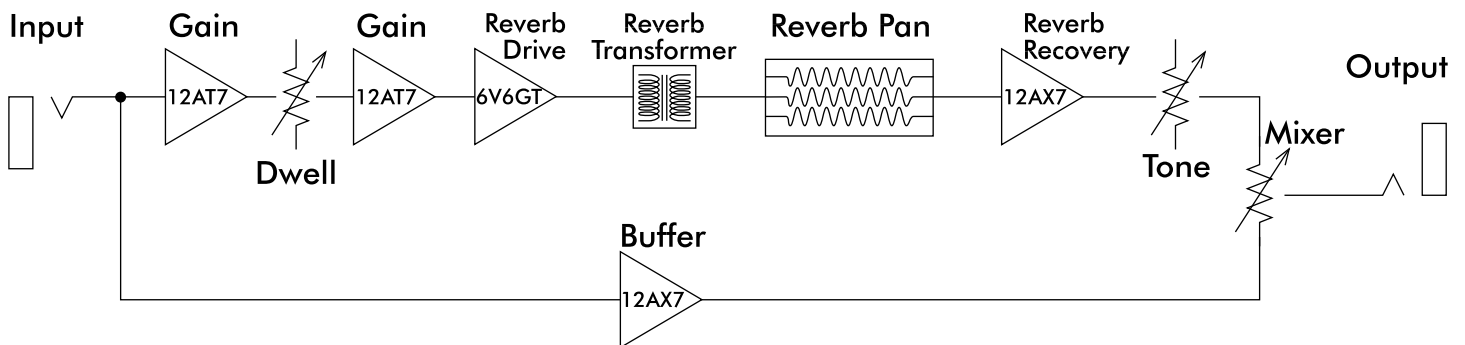 Input
Gain
Gain
Reverb
Drive
Reverb
Transformer
Reverb Pan
Reverb
Recovery
Output
12AT7
12AT7
6V6GT
12AX7
Dwell
Tone
Mixer
Buffer
12AX7